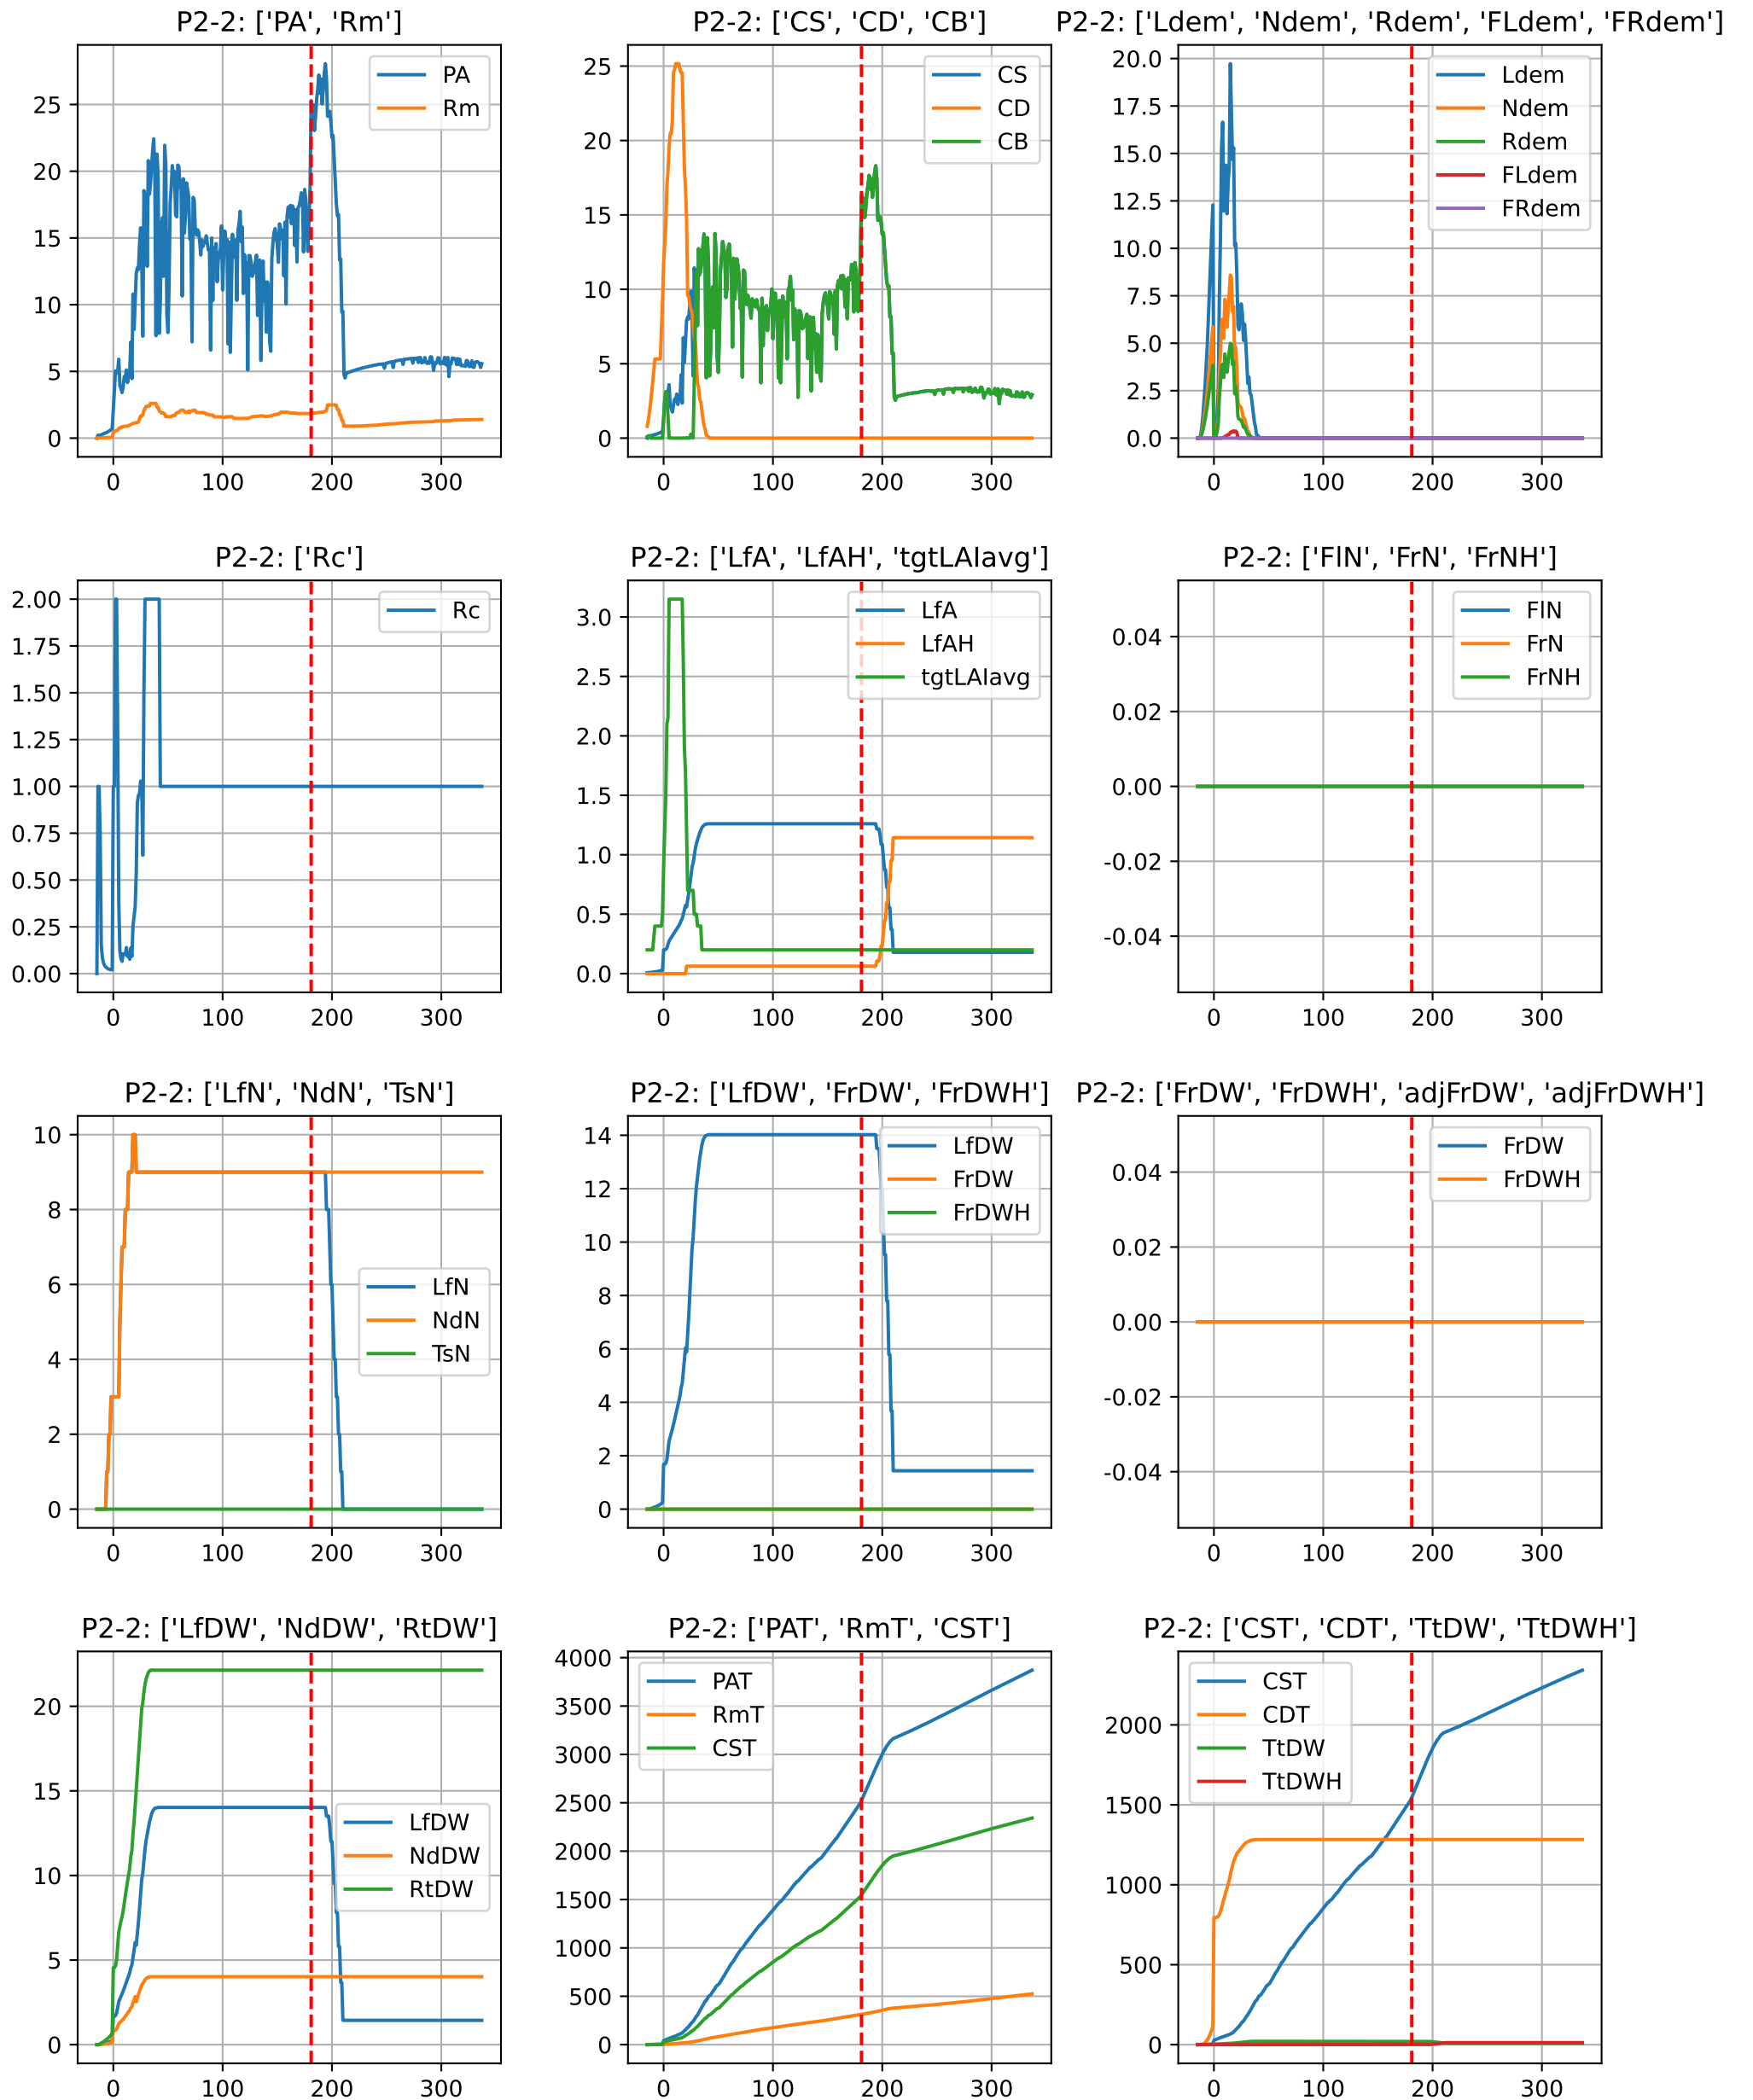 P2-2: ['PA', 'Rm']
25
20
15
10
5
0
0 100 200 300
PA
Rm
P2-2: ['CS', 'CD', 'CB']
25
20
15
10
5
0
0 100 200 300
CS
CD
CB
P2-2: ['Ldem', 'Ndem', 'Rdem', 'FLdem', 'FRdem']
20.0
17.5
15.0
12.5
10.0
7.5
5.0
2.5
0.0
0 100 200 300
Ldem
Ndem
Rdem
FLdem
FRdem
P2-2: ['Rc']
2.00
1.75
1.50
1.25
1.00
0.75
0.50
0.25
0.00
0 100 200 300
Rc
P2-2: ['LfA', 'LfAH', 'tgtLAIavg']
3.0
2.5
2.0
1.5
1.0
0.5
0.0
0 100 200 300
LfA
LfAH
tgtLAIavg
P2-2: ['FlN', 'FrN', 'FrNH']
0.04
0.02
0.00
-0.02
-0.04
0 100 200 300
FlN
FrN
FrNH
P2-2: ['LfN', 'NdN', 'TsN']
10
8
6
4
2
0
0 100 200 300
LfN
NdN
TsN
P2-2: ['LfDW', 'FrDW', 'FrDWH']
14
12
10
8
6
4
2
0
0 100 200 300
LfDW
FrDW
FrDWH
P2-2: ['FrDW', 'FrDWH', 'adjFrDW', 'adjFrDWH']
0.04
0.02
0.00
-0.02
-0.04
0 100 200 300
FrDW
FrDWH
P2-2: ['LfDW', 'NdDW', 'RtDW']
20
15
10
5
0
0 100 200 300
LfDW
NdDW
RtDW
P2-2: ['PAT', 'RmT', 'CST']
4000
3500
3000
2500
2000
1500
1000
500
0
0 100 200 300
PAT
RmT
CST
P2-2: ['CST', 'CDT', 'TtDW', 'TtDWH']
2000
1500
1000
500
0
0 100 200 300
CST
CDT
TtDW
TtDWH